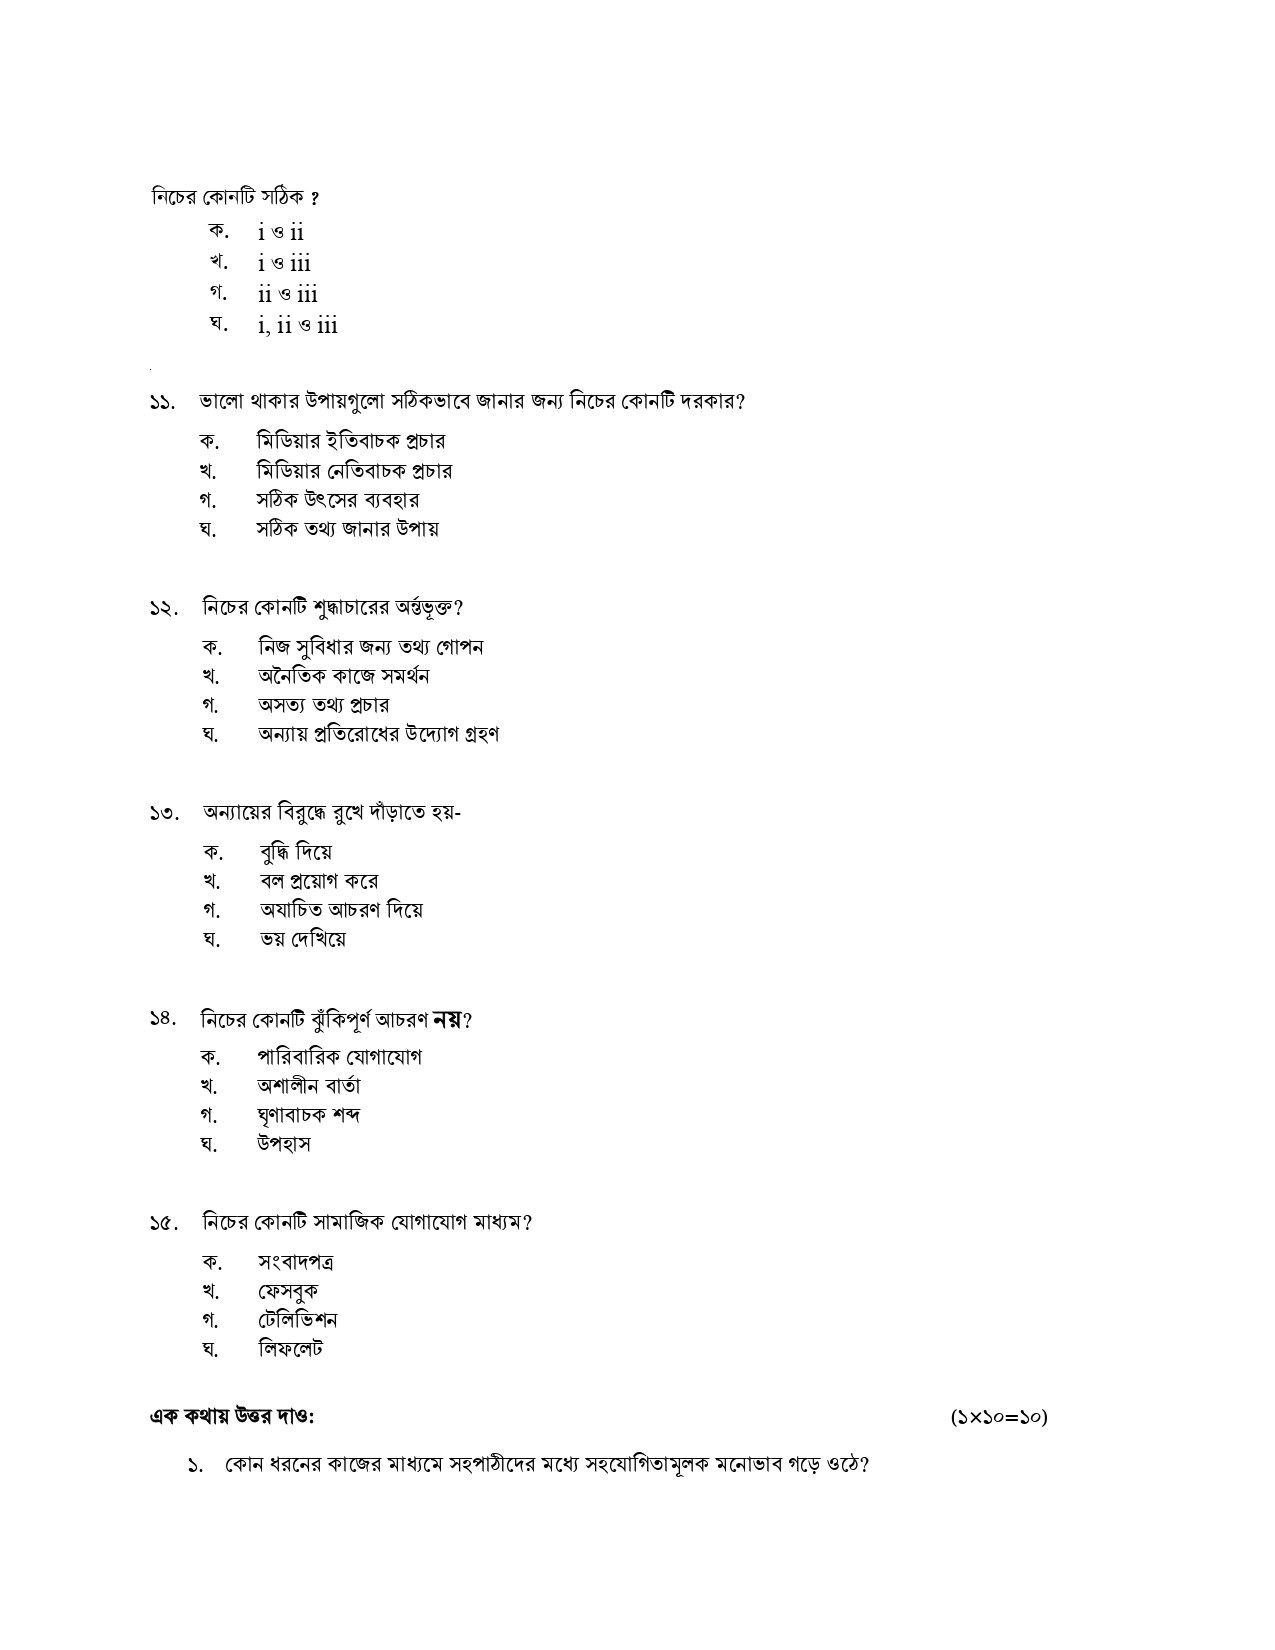 নিচের কোনটি সঠিক ?
ক. i ও ii
খ. i ও iii
গ. ii ও iii
ঘ. i, ii ও iii
১১. ভালো থাকার উপায়গুলো সঠিকভাবে জানার জন্য নিচের কোনটি দরকার?
ক. মিডিয়ার ইতিবাচক প্রচার
খ. মিডিয়ার নেতিবাচক প্রচার
গ. সঠিক উৎসের ব্যবহার
ঘ. সঠিক তথ্য জানার উপায়
১২. নিচের কোনটি শুদ্ধাচারের অর্ন্তভূক্ত?
ক. নিজ সুবিধার জন্য তথ্য গোপন
খ. অনৈতিক কাজে সমর্থন
গ. অসত্য তথ্য প্রচার
ঘ. অন্যায় প্রতিরোধের উদ্যোগ গ্রহণ
১৩. অন্যায়ের বিরুদ্ধে রুখে দাঁড়াতে হয়-
ক. বুদ্ধি দিয়ে
খ. বল প্রয়োগ করে
গ. অযাচিত আচরণ দিয়ে
ঘ. ভয় দেখিয়ে
১৪. নিচের কোনটি ঝুঁকিপূর্ণ আচরণ নয়?
ক. পারিবারিক যোগাযোগ
খ. অশালীন বার্তা
গ. ঘৃণাবাচক শব্দ
ঘ. উপহাস
১৫. নিচের কোনটি সামাজিক যোগাযোগ মাধ্যম?
ক. সংবাদপত্র
খ. ফেসবুক
গ. টেলিভিশন
ঘ. লিফলেট
এক কথায় উত্তর দাও: (১×১০=১০)
১. কোন ধরনের কাজের মাধ্যমে সহপাঠীদের মধ্যে সহযোগিতামূলক মনোভাব গড়ে ওঠে?